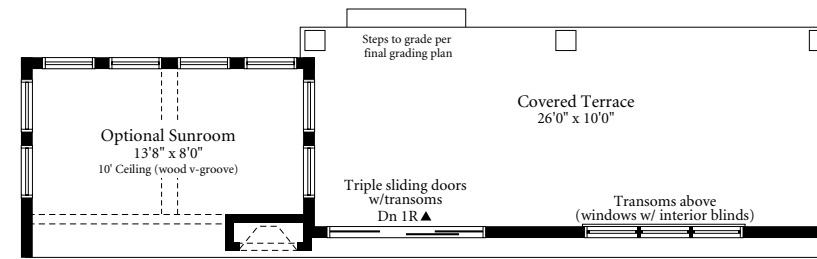 Steps to grade per
final grading plan
Covered Terrace
26'0" x 10'0"
Optional Sunroom
13'8" x 8'0"
10' Ceiling (wood v-groove)
Triple sliding doors
w/transoms
Dn 1R▲
Transoms above
(windows w/ interior blinds)